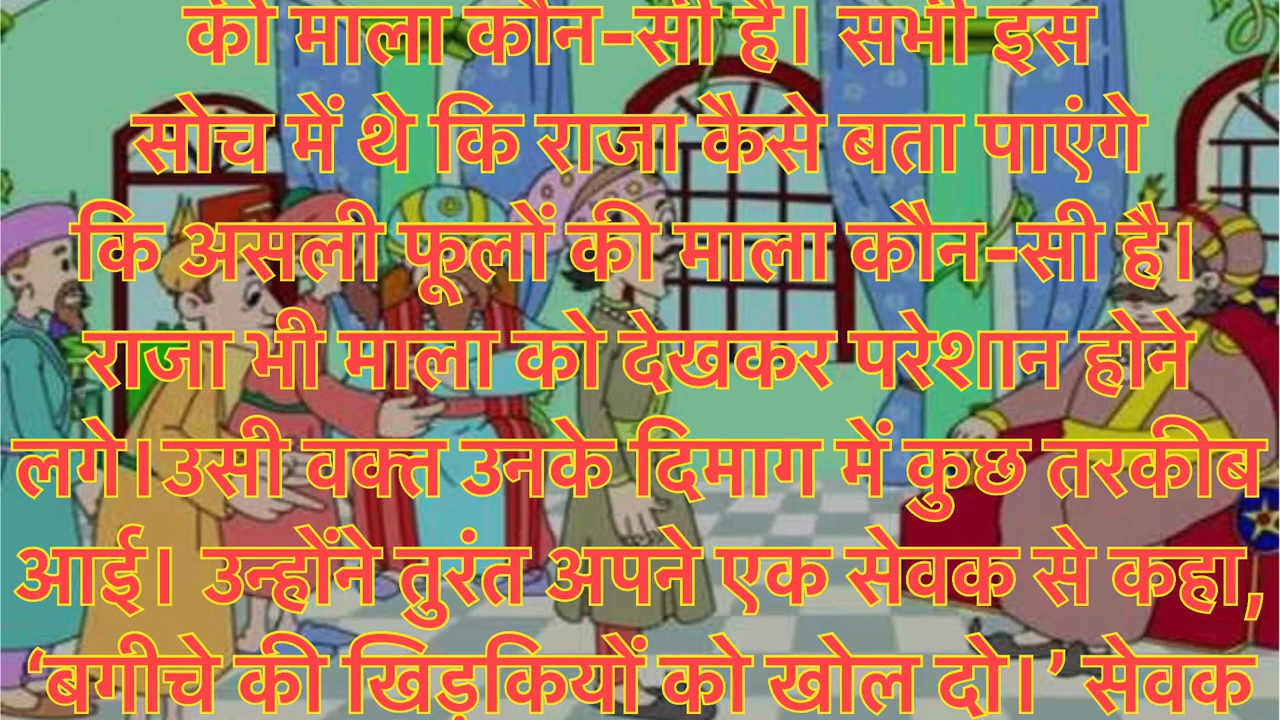 की माला कौन-सी है। सभी इस
सोच में थे कि राजा कैसे बता पाएंगे
कि असली फूलों की माला कौन-सी है।
राजा भी माला को देखकर परेशान होने
लगे।उसी वक्त उनके दिमाग में कुछ तरकीब
आई। उन्होंने तुरंत अपने एक सेवक से कहा,
‘बगीचे की खिड़कियों को खोल दो।’ सेवक